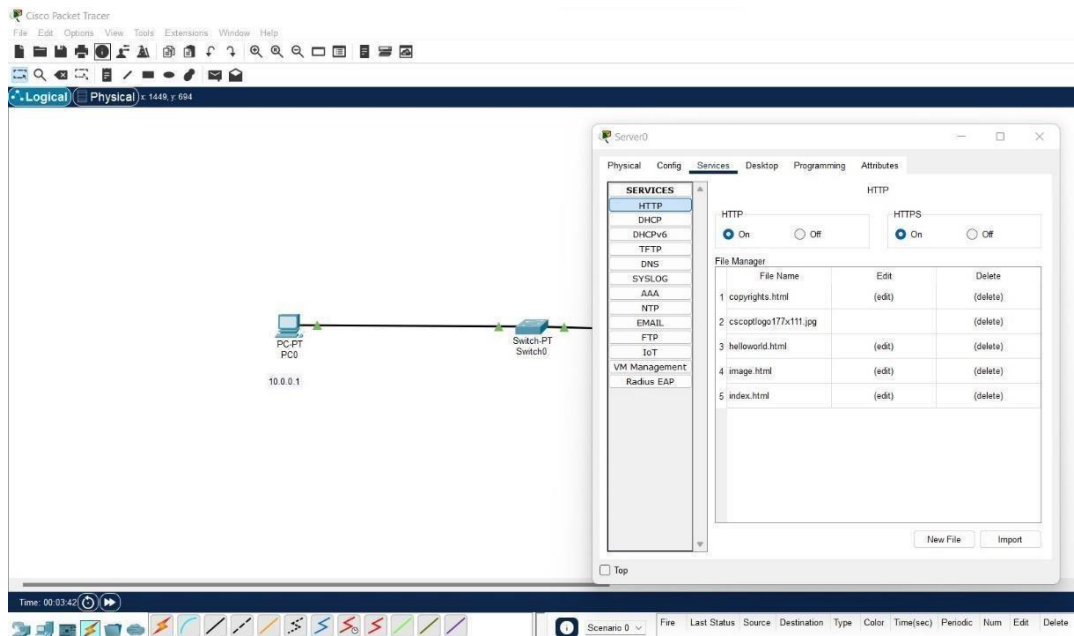 Cisco Packet Tracer
File Edit Options View Tools Extensions Window Help
Logical Physical x: 1449, y: 694
PC-PT
PC0
10.0.0.1
Switch-PT
Switch0
Server0
Physical Config Services Desktop Programming Attributes
SERVICES
HTTP
DHCP
DHCPv6
TFTP
DNS
SYSLOG
AAA
NTP
EMAIL
FTP
IoT
VM Management
Radius EAP
HTTP
HTTP
On Off
HTTPS
On Off
File Manager
File Name Edit Delete
1 copyrights.html (edit) (delete)
2 cscoptlogo177x111.jpg (delete)
3 helloworld.html (edit) (delete)
4 image.html (edit) (delete)
5 index.html (edit) (delete)
New File Import
Top
Time: 00:03:42
Scenario 0 Fire Last Status Source Destination Type Color Time(sec) Periodic Num Edit Delete